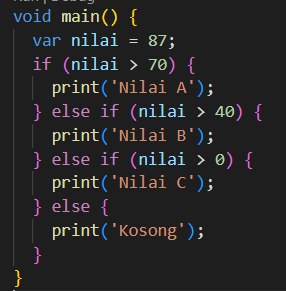 void main() {
  var nilai = 87;
  if (nilai > 70) {
    print('Nilai A');
  } else if (nilai > 40) {
    print('Nilai B');
  } else if (nilai > 0) {
    print('Nilai C');
  } else {
    print('Kosong');
  }
}